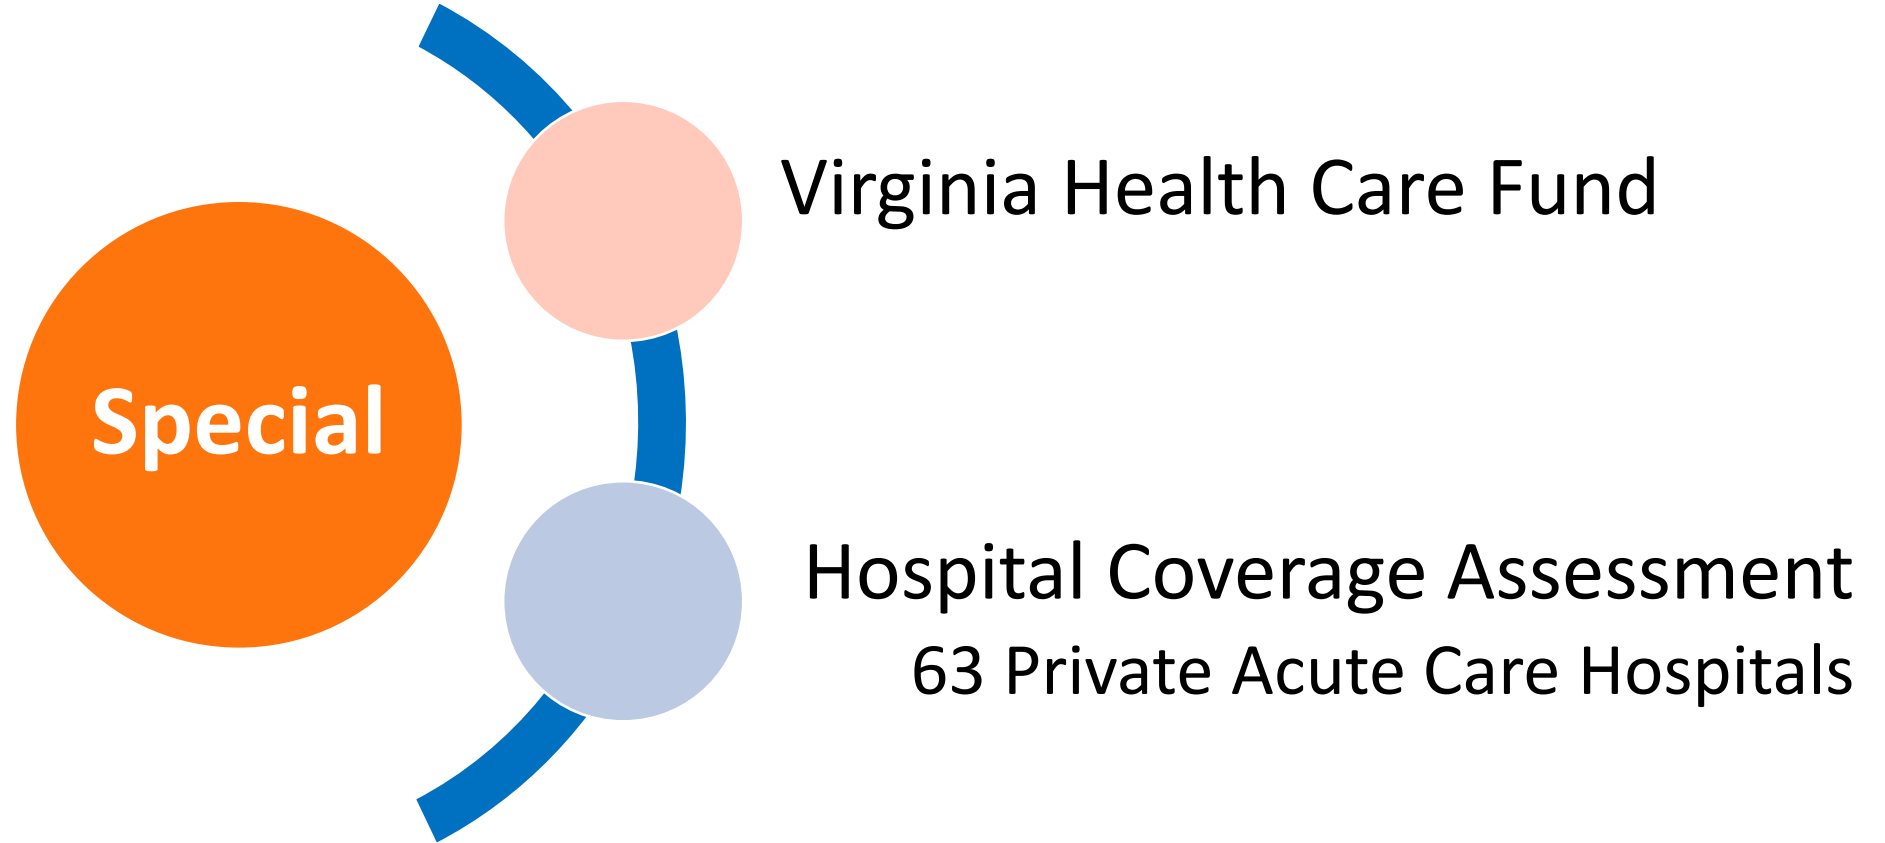 Special
Virginia Health Care Fund
Hospital Coverage Assessment
63 Private Acute Care Hospitals